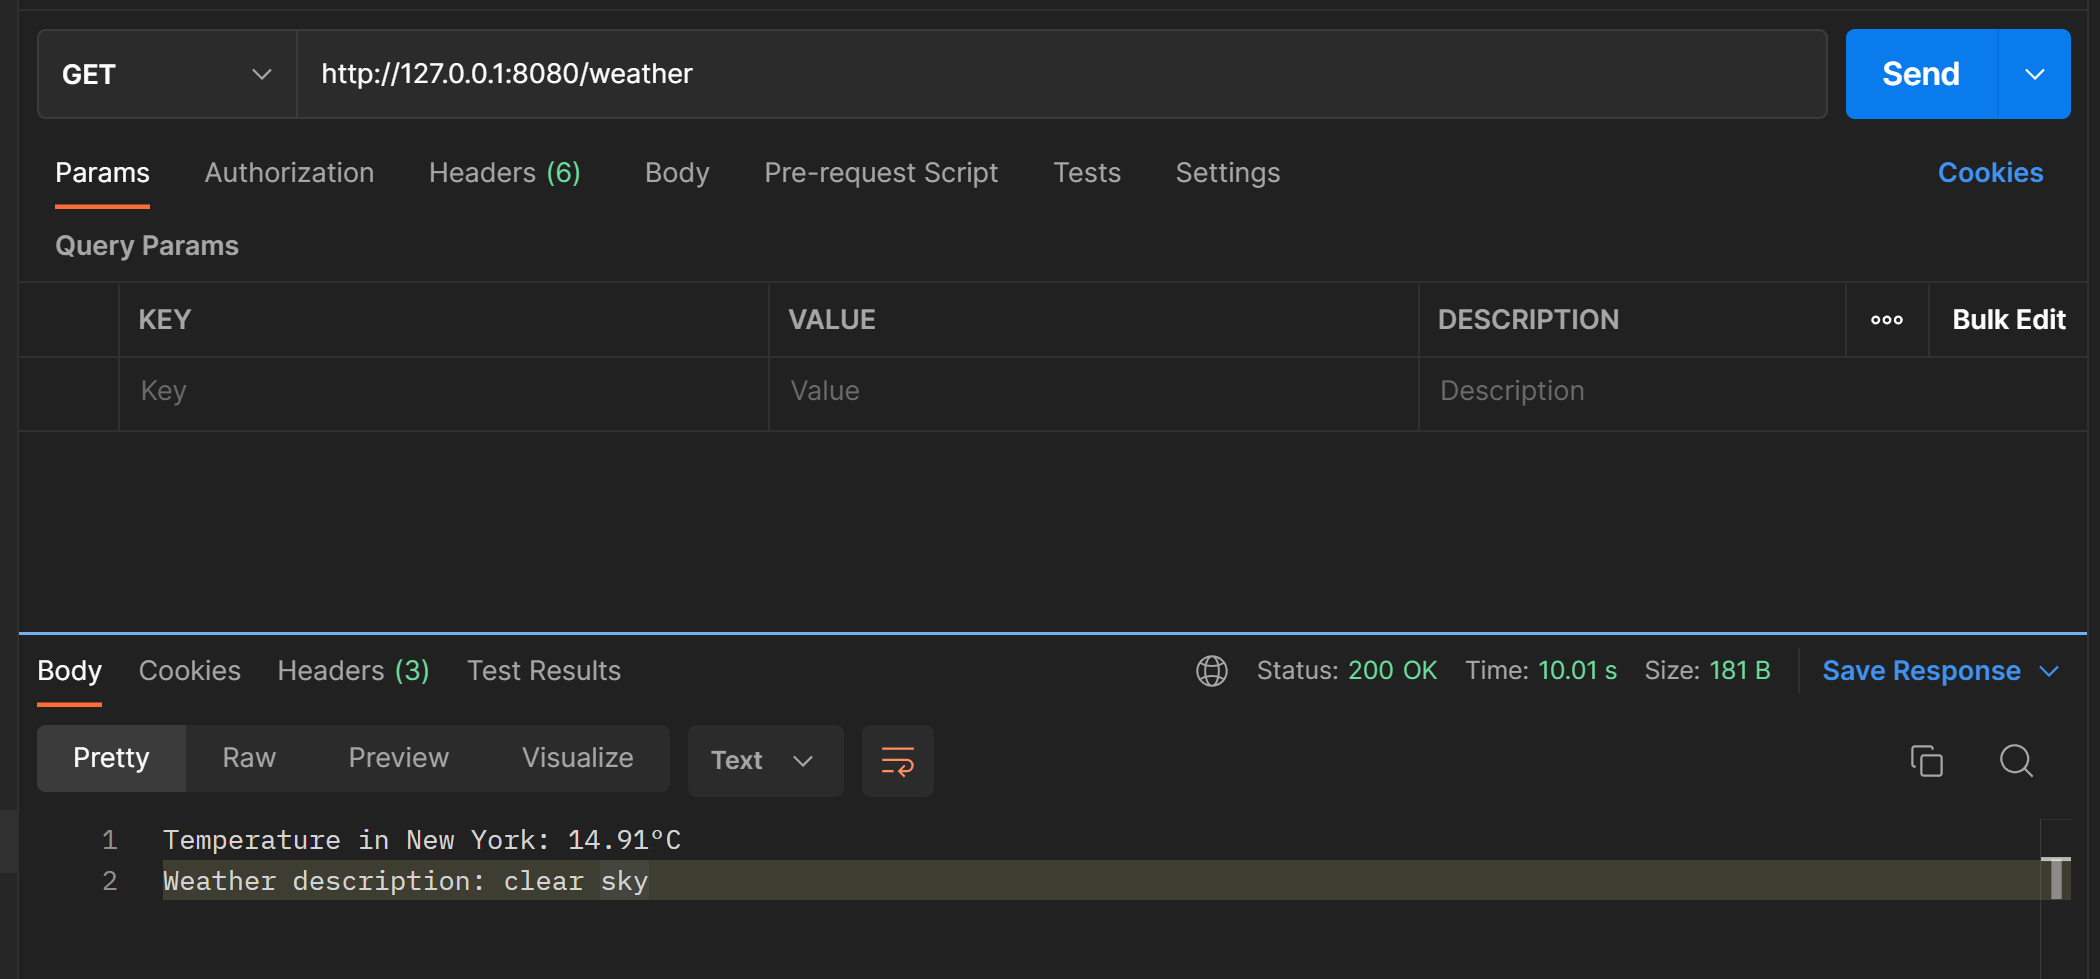 GET http://127.0.0.1:8080/weather Send
Params Authorization Headers (6) Body Pre-request Script Tests Settings Cookies
Query Params
KEY VALUE DESCRIPTION Bulk Edit
Key Value Description
Body Cookies Headers (3) Test Results Status: 200 OK Time: 10.01 s Size: 181 B Save Response
Pretty Raw Preview Visualize Text
1 Temperature in New York: 14.91°C
2 Weather description: clear sky